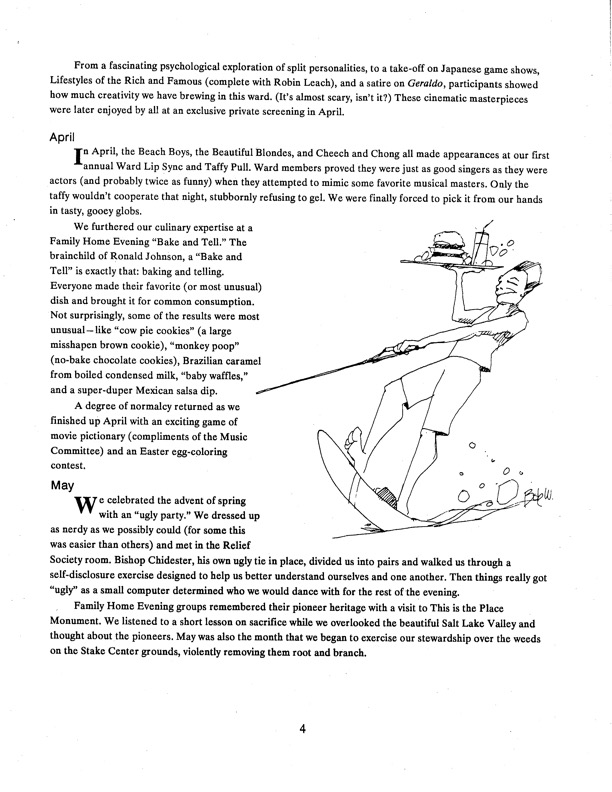 From a fascinating psychological exploration of split personalities, to a take-off on Japanese game shows,
Lifestyles of the Rich and Famous (complete with Robin Leach), and a satire on Geraldo, participants showed
how much creativity we have brewing in this ward. (It's almost scary, isn't it?) These cinematic masterpieces
were later enjoyed by all at an exclusive private screening in April.
April
In April, the Beach Boys, the Beautiful Blondes, and Cheech and Chong all made appearances at our first
annual Ward Lip Sync and Taffy Pull. Ward members proved they were just as good singers as they were
actors (and probably twice as funny) when they attempted to mimic some favorite musical masters. Only the
taffy wouldn't cooperate that night, stubbornly refusing to gel. We were finally forced to pick it from our hands
in tasty, gooey globs.
We furthered our culinary expertise at a
Family Home Evening "Bake and Tell." The
brainchild of Ronald Johnson, a "Bake and
Tell" is exactly that: baking and telling.
Everyone made their favorite (or most unusual)
dish and brought it for common consumption.
Not surprisingly, some of the results were most
unusual—like "cow pie cookies" (a large
misshapen brown cookie), "monkey poop"
(no-bake chocolate cookies), Brazilian caramel
from boiled condensed milk, "baby waffles,"
and a super-duper Mexican salsa dip.
A degree of normalcy returned as we
finished up April with an exciting game of
movie pictionary (compliments of the Music
Committee) and an Easter egg-coloring
contest.
May
We celebrated the advent of spring
with an "ugly party." We dressed up
as nerdy as we possibly could (for some this
was easier than others) and met in the Relief
Society room. Bishop Chidester, his own ugly tie in place, divided us into pairs and walked us through a
self-disclosure exercise designed to help us better understand ourselves and one another. Then things really got
"ugly" as a small computer determined who we would dance with for the rest of the evening.
Family Home Evening groups remembered their pioneer heritage with a visit to This is the Place
Monument. We listened to a short lesson on sacrifice while we overlooked the beautiful Salt Lake Valley and
thought about the pioneers. May was also the month that we began to exercise our stewardship over the weeds
on the Stake Center grounds, violently removing them root and branch.
4